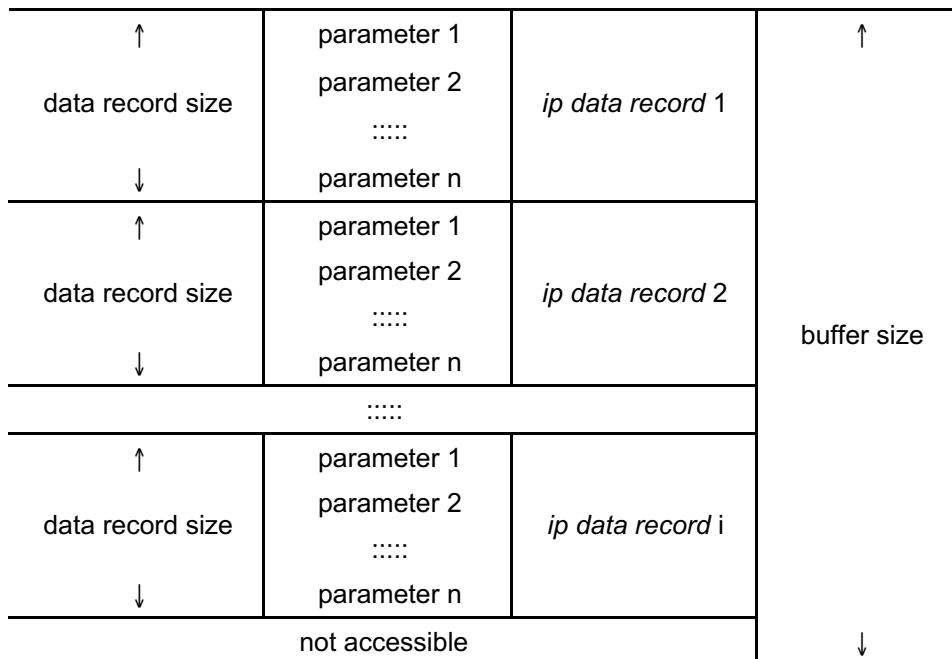 ↑ parameter 1 ↑
parameter 2
data record size ip data record 1
:::::
↓ parameter n
↑ parameter 1
parameter 2
data record size ip data record 2
:::::
buffer size
↓ parameter n
:::::
↑ parameter 1
parameter 2
data record size ip data record i
:::::
↓ parameter n
not accessible ↓